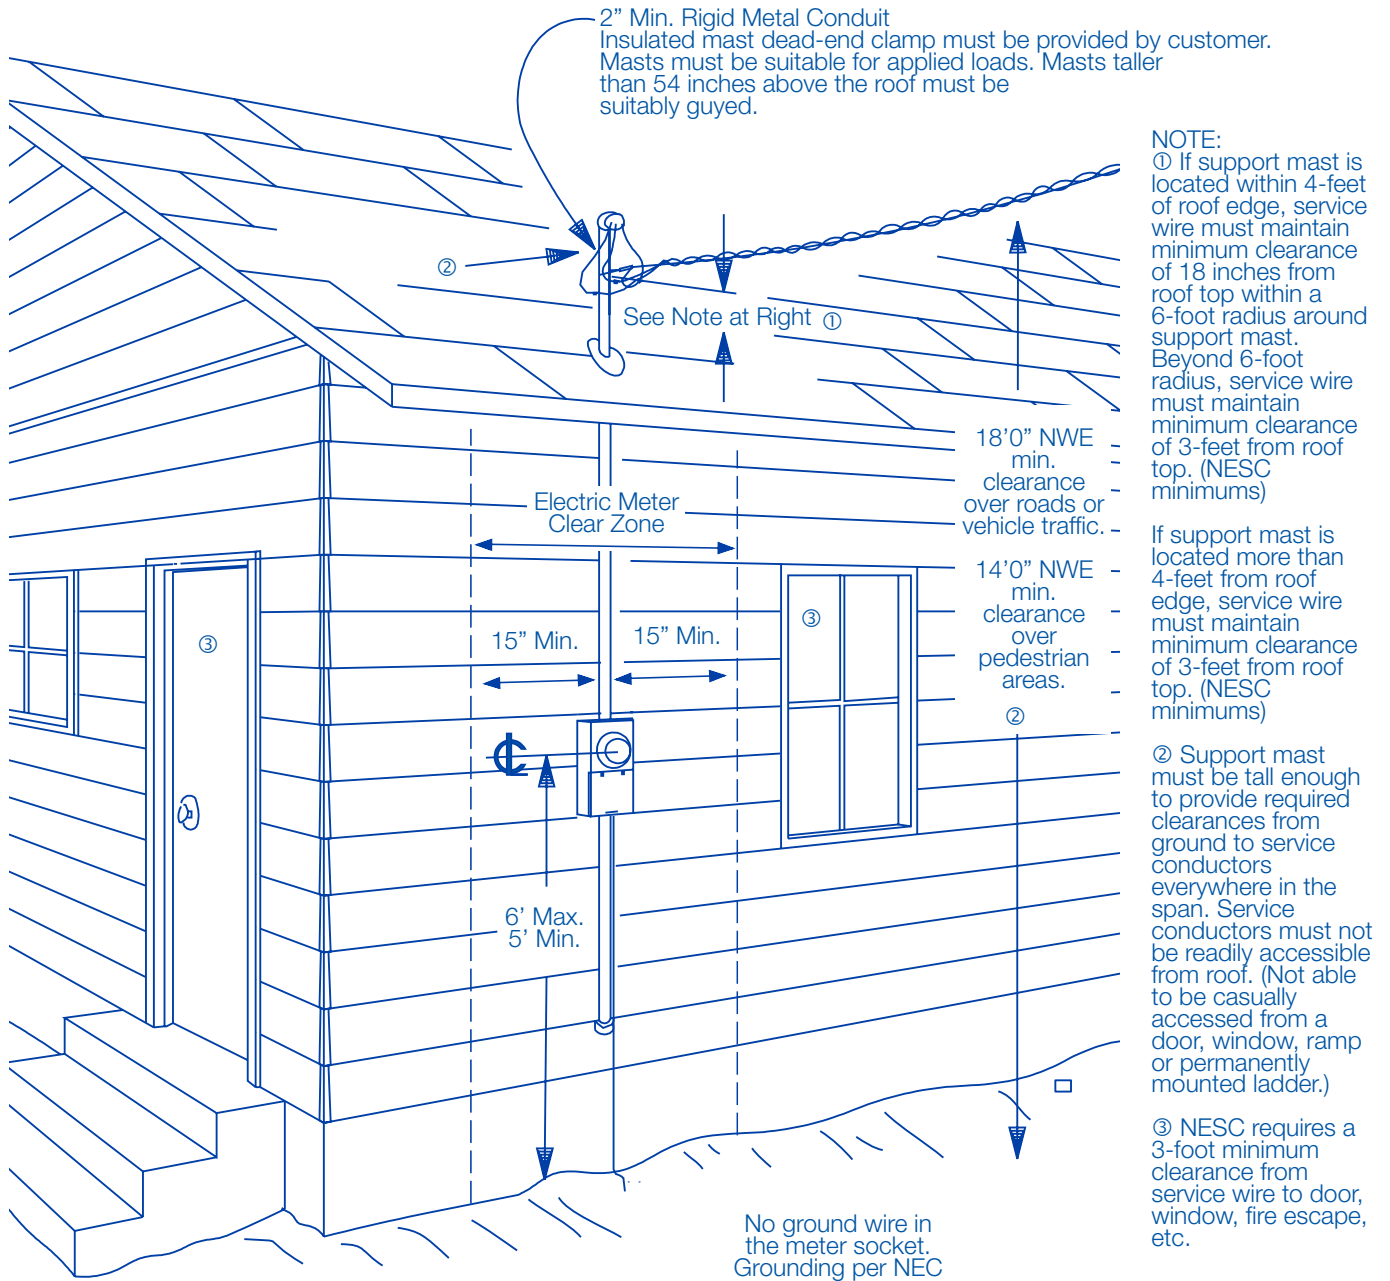 2” Min. Rigid Metal Conduit
Insulated mast dead-end clamp must be provided by customer.
Masts must be suitable for applied loads. Masts taller
than 54 inches above the roof must be
suitably guyed.
NOTE:
① If support mast is
located within 4-feet
of roof edge, service
wire must maintain
minimum clearance
of 18 inches from
roof top within a
6-foot radius around
support mast.
Beyond 6-foot
radius, service wire
must maintain
minimum clearance
of 3-feet from roof
top. (NESC
minimums)
If support mast is
located more than
4-feet from roof
edge, service wire
must maintain
minimum clearance
of 3-feet from roof
top. (NESC
minimums)
② Support mast
must be tall enough
to provide required
clearances from
ground to service
conductors
everywhere in the
span. Service
conductors must not
be readily accessible
from roof. (Not able
to be casually
accessed from a
door, window, ramp
or permanently
mounted ladder.)
③ NESC requires a
3-foot minimum
clearance from
service wire to door,
window, fire escape,
etc.
②
See Note at Right ①
18’0” NWE
min.
clearance
over roads or
vehicle traffic.
14’0” NWE
min.
clearance
over
pedestrian
areas.
②
Electric Meter
Clear Zone
15” Min.
15” Min.
③
③
℄
6’ Max.
5’ Min.
No ground wire in
the meter socket.
Grounding per NEC